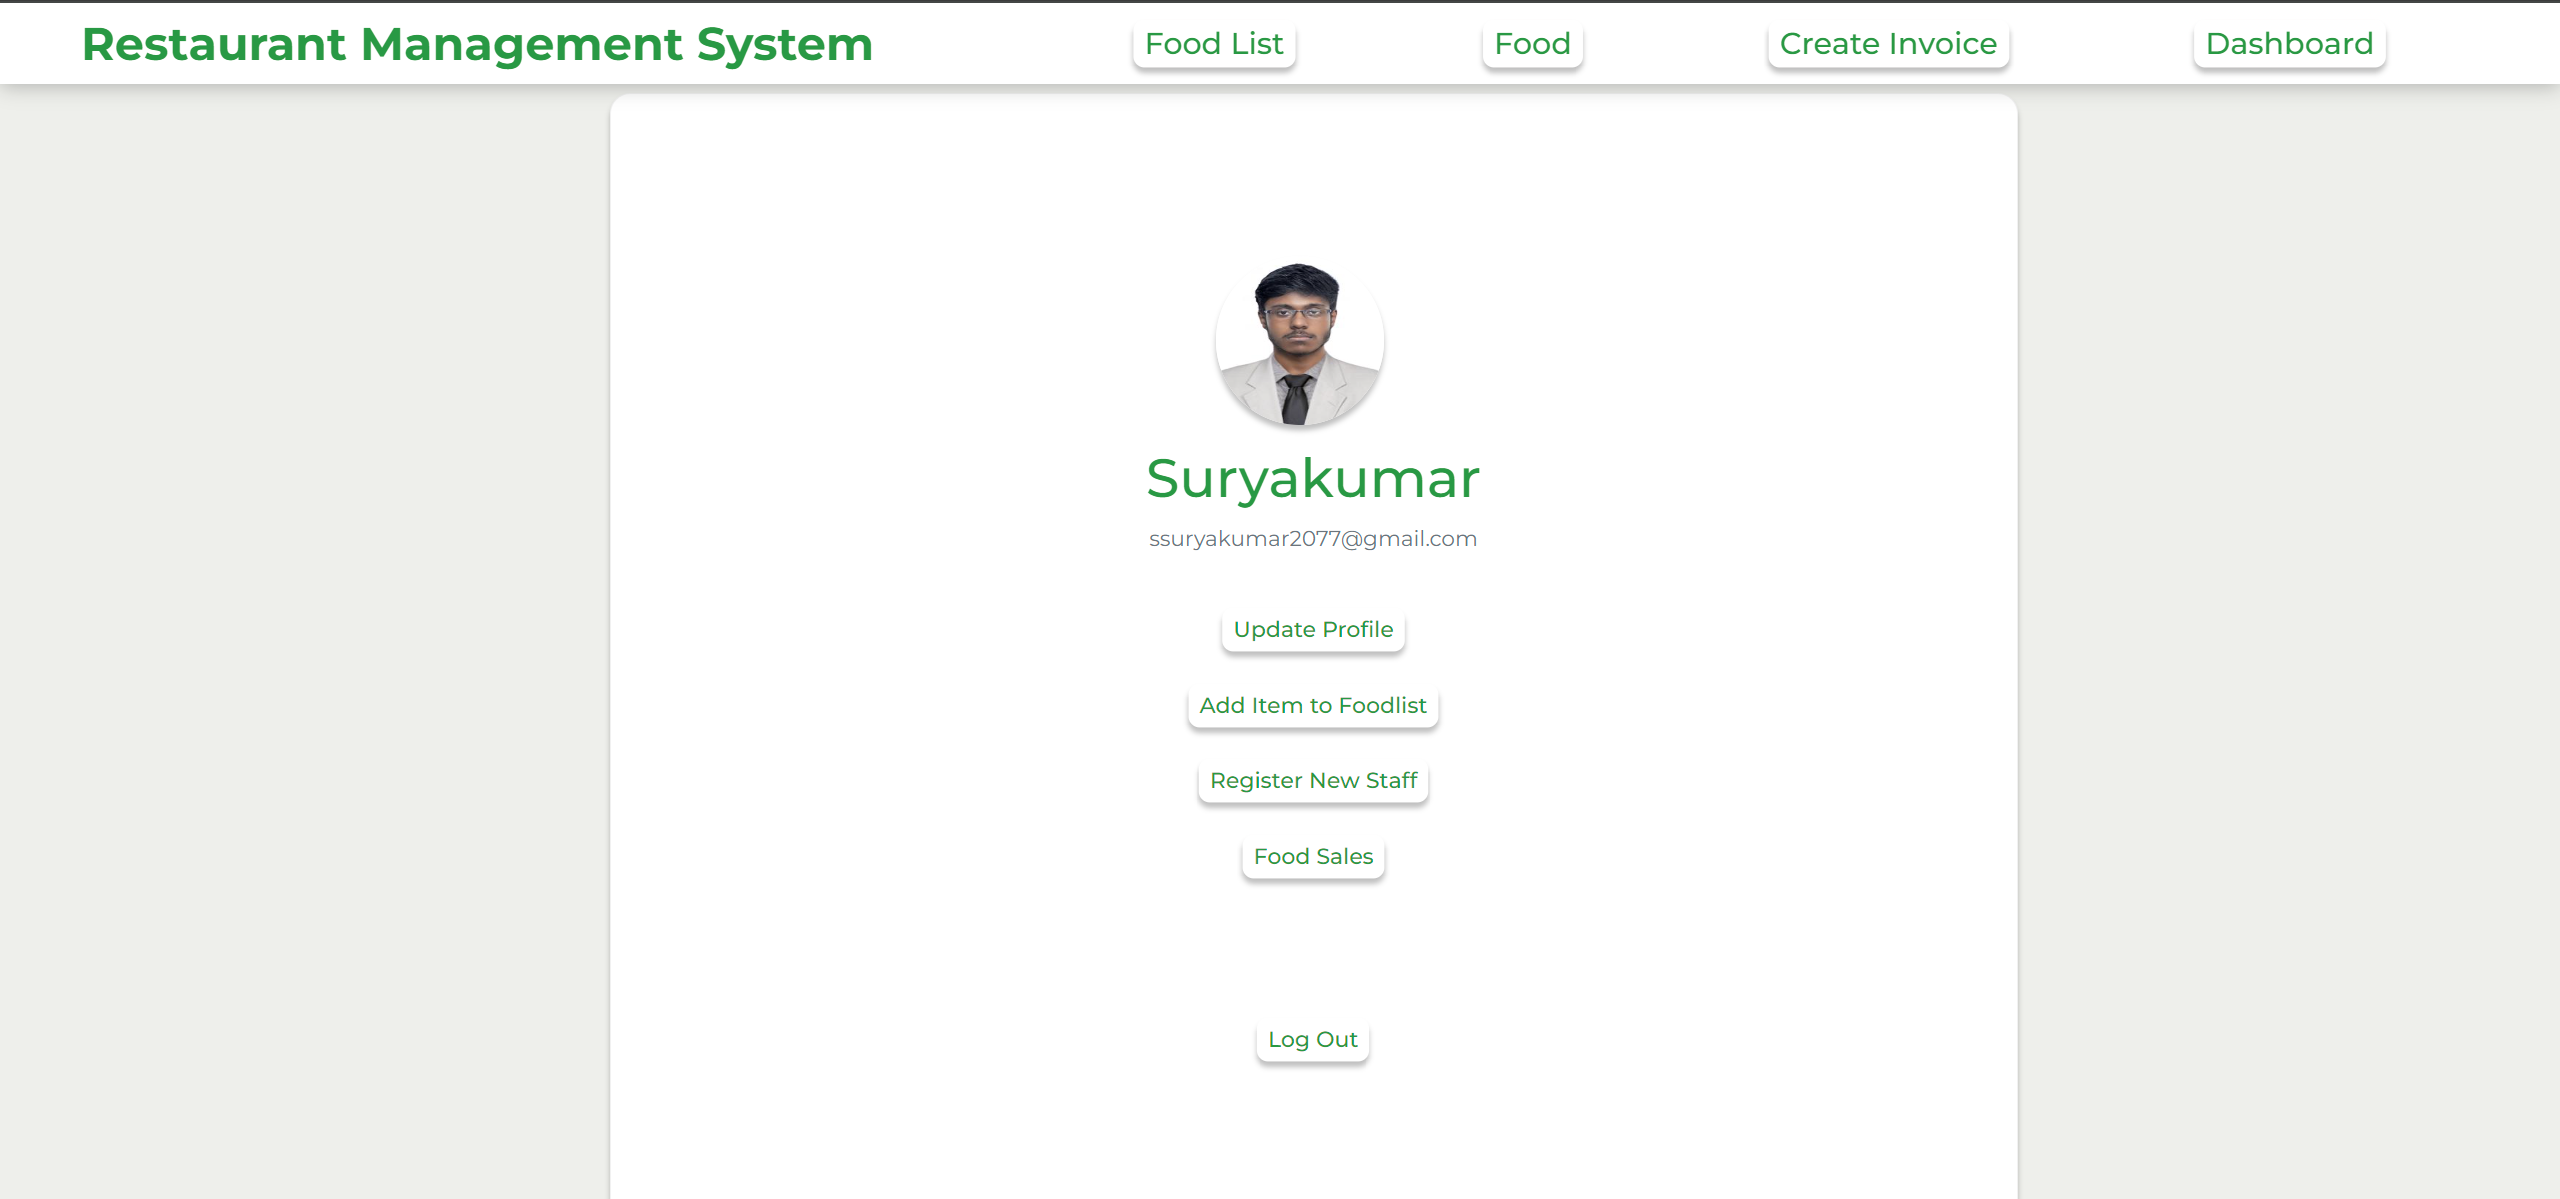 Restaurant Management System
Food List
Food
Create Invoice
Dashboard
Suryakumar
ssuryakumar2077@gmail.com
Update Profile
Add Item to Foodlist
Register New Staff
Food Sales
Log Out